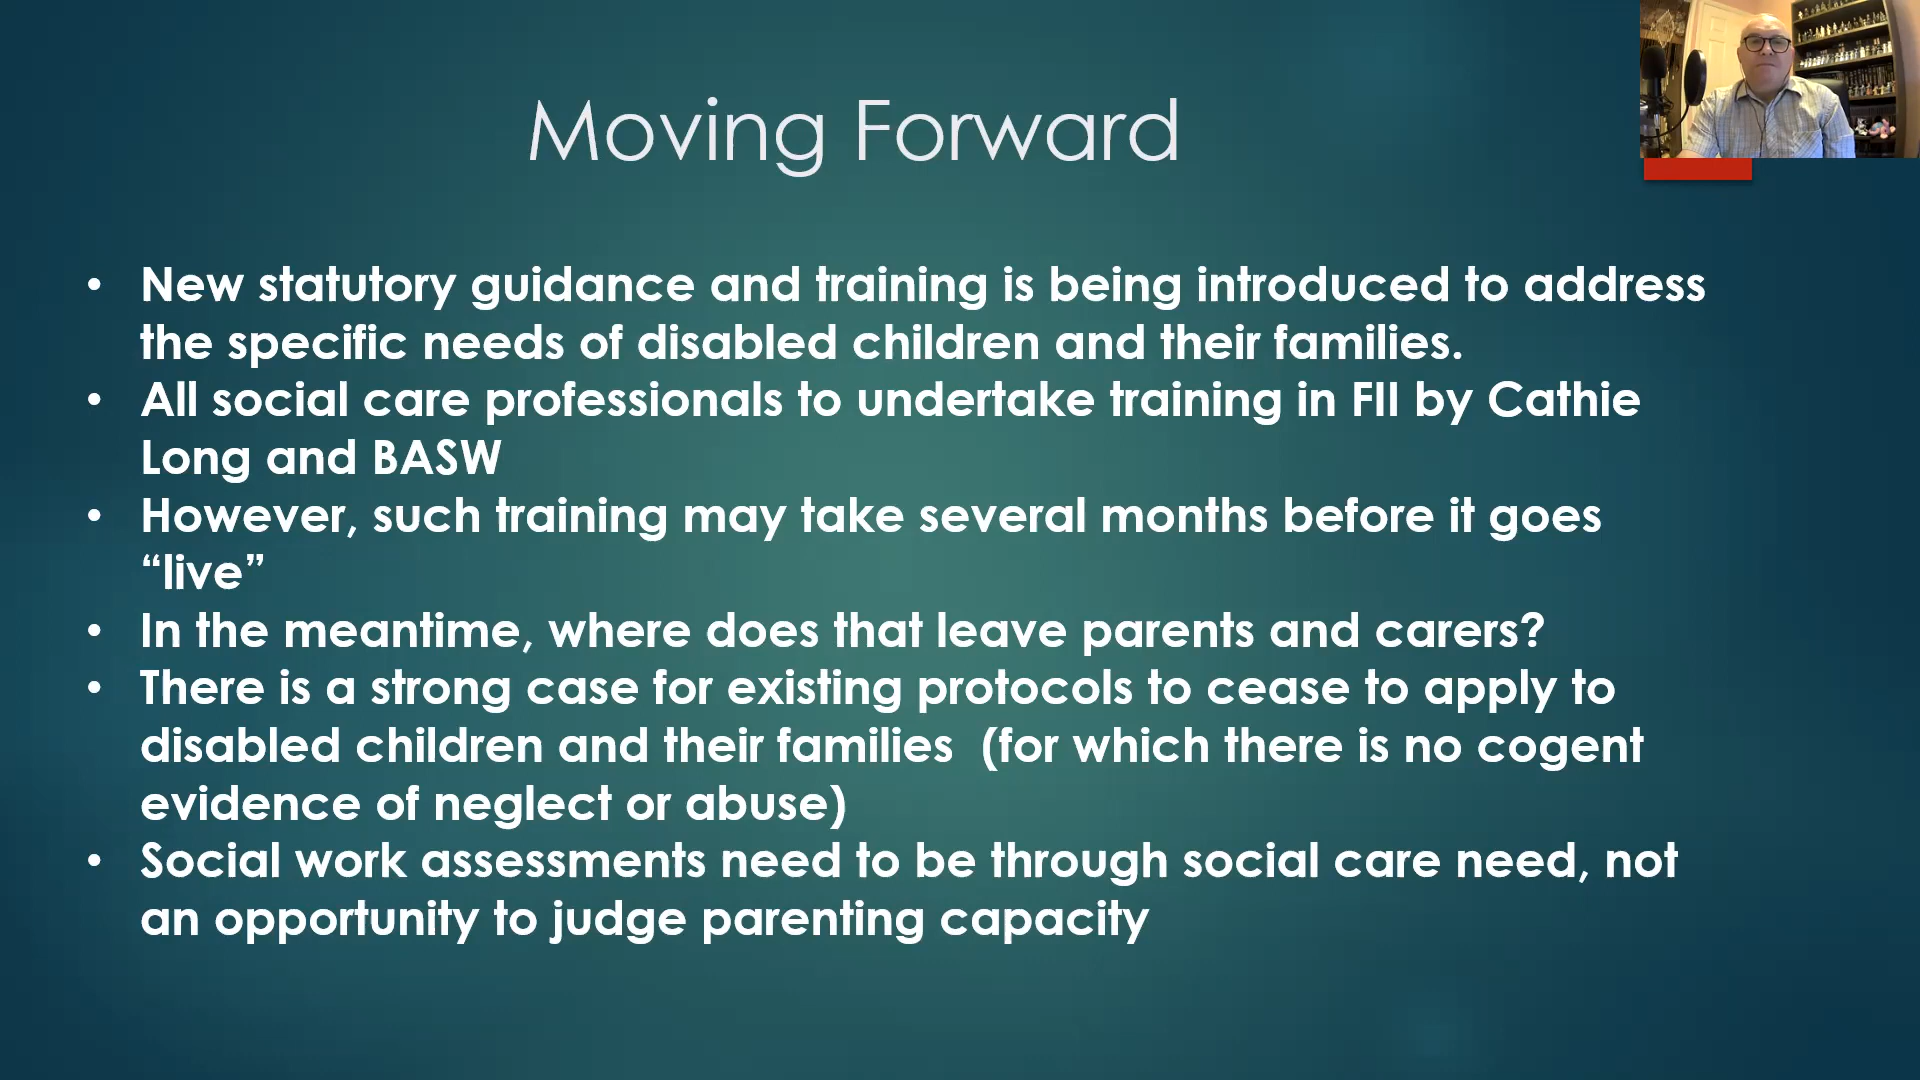 Moving Forward
• New statutory guidance and training is being introduced to address
the specific needs of disabled children and their families.
• All social care professionals to undertake training in FII by Cathie
Long and BASW
• However, such training may take several months before it goes
“live”
• In the meantime, where does that leave parents and carers?
• There is a strong case for existing protocols to cease to apply to
disabled children and their families  (for which there is no cogent
evidence of neglect or abuse)
• Social work assessments need to be through social care need, not
an opportunity to judge parenting capacity